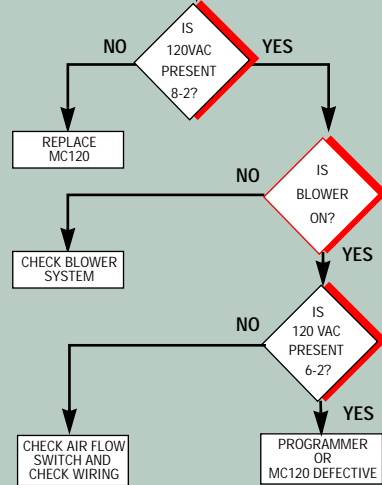 IS
120VAC
PRESENT
8-2?
NO
YES
REPLACE
MC120
IS
BLOWER
ON?
NO
YES
CHECK BLOWER
SYSTEM
IS
120 VAC
PRESENT
6-2?
NO
YES
CHECK AIR FLOW
SWITCH AND
CHECK WIRING
PROGRAMMER
OR
MC120 DEFECTIVE